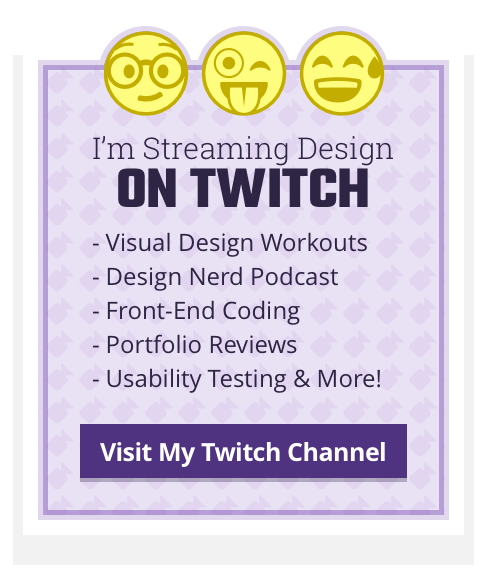 I'm Streaming Design
ON TWITCH
- Visual Design Workouts
- Design Nerd Podcast
- Front-End Coding
- Portfolio Reviews
- Usability Testing & More!
Visit My Twitch Channel